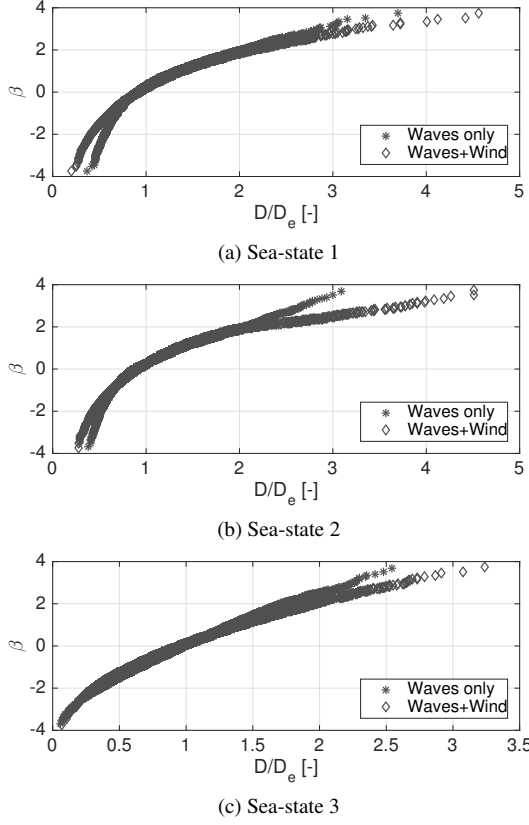 4
2
0
-2
-4
β
0 1 2 3 4 5
D/D_e [-]
Waves only
Waves+Wind
(a) Sea-state 1
4
2
0
-2
-4
β
0 1 2 3 4 5
D/D_e [-]
Waves only
Waves+Wind
(b) Sea-state 2
4
2
0
-2
-4
β
0.5 1 1.5 2 2.5 3 3.5
D/D_e [-]
Waves only
Waves+Wind
(c) Sea-state 3